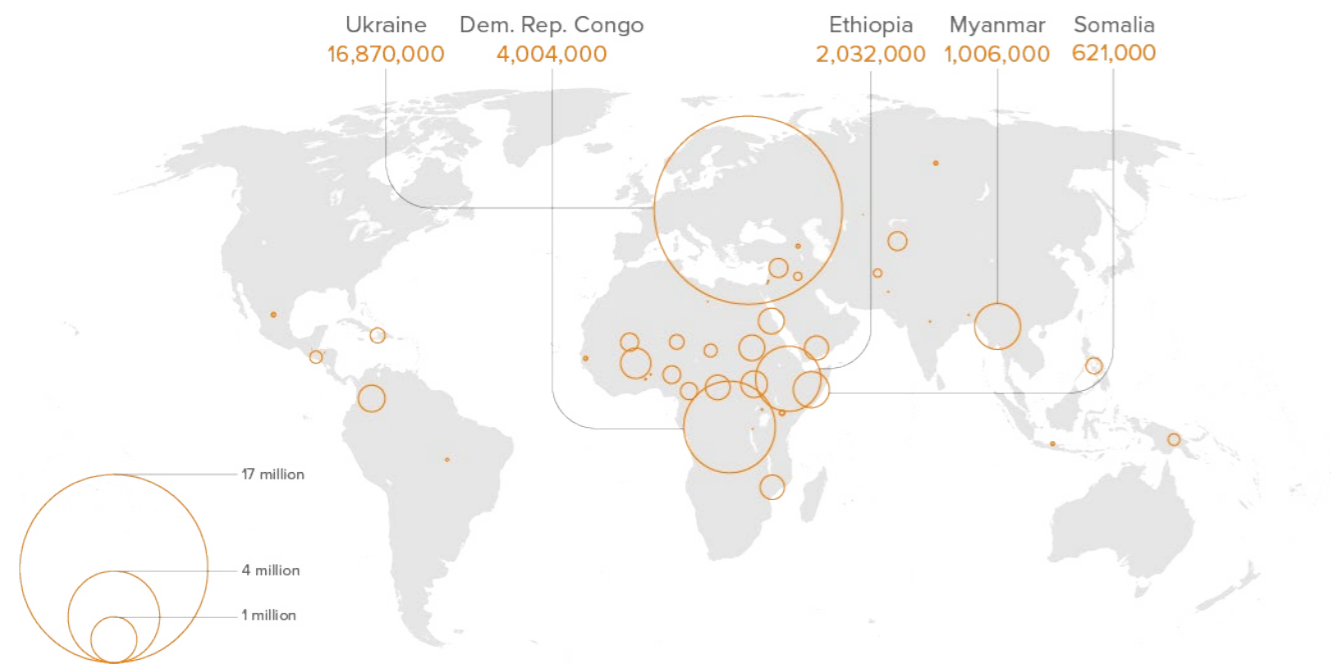 Ukraine
16,870,000
Dem. Rep. Congo
4,004,000
Ethiopia
2,032,000
Myanmar
1,006,000
Somalia
621,000
17 million
4 million
1 million